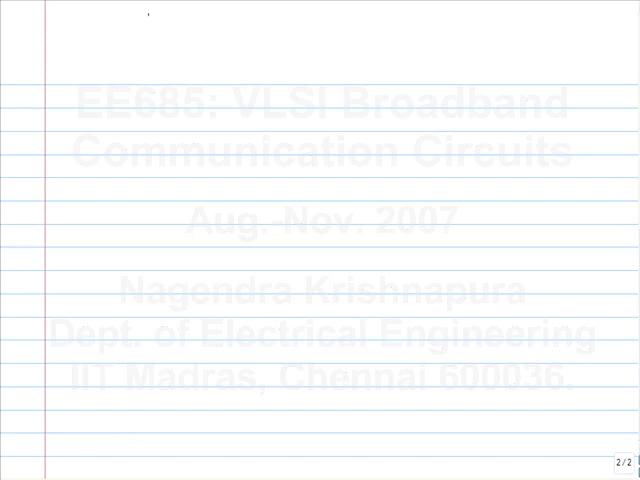 EE685: VLSI Broadband
Communication Circuits
Aug.-Nov. 2007
Nagendra Krishnapura
Dept. of Electrical Engineering
IIT Madras, Chennai 600036.
2 / 2